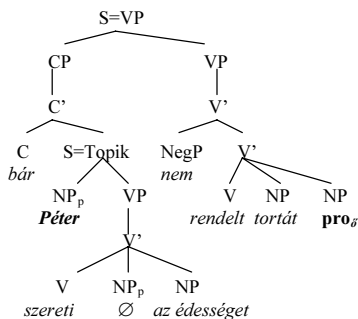 S=VP
CP VP
C’ V’
C S=Topik NegP V’
bár nem
NPp VP V NP NP
Péter rendelt tortát proő
V’
V NPp NP
szereti ∅ az édességet